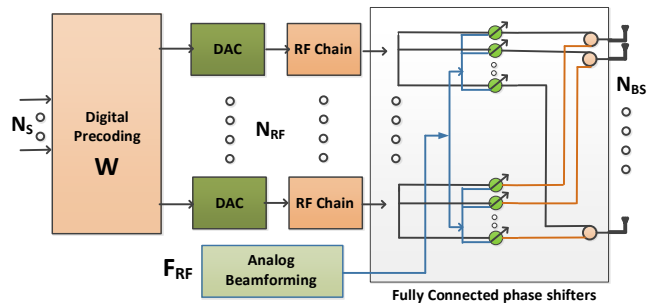 DAC
RF Chain
N_S
Digital
Precoding
W
N_RF
N_BS
DAC
RF Chain
F_RF
Analog
Beamforming
Fully Connected phase shifters